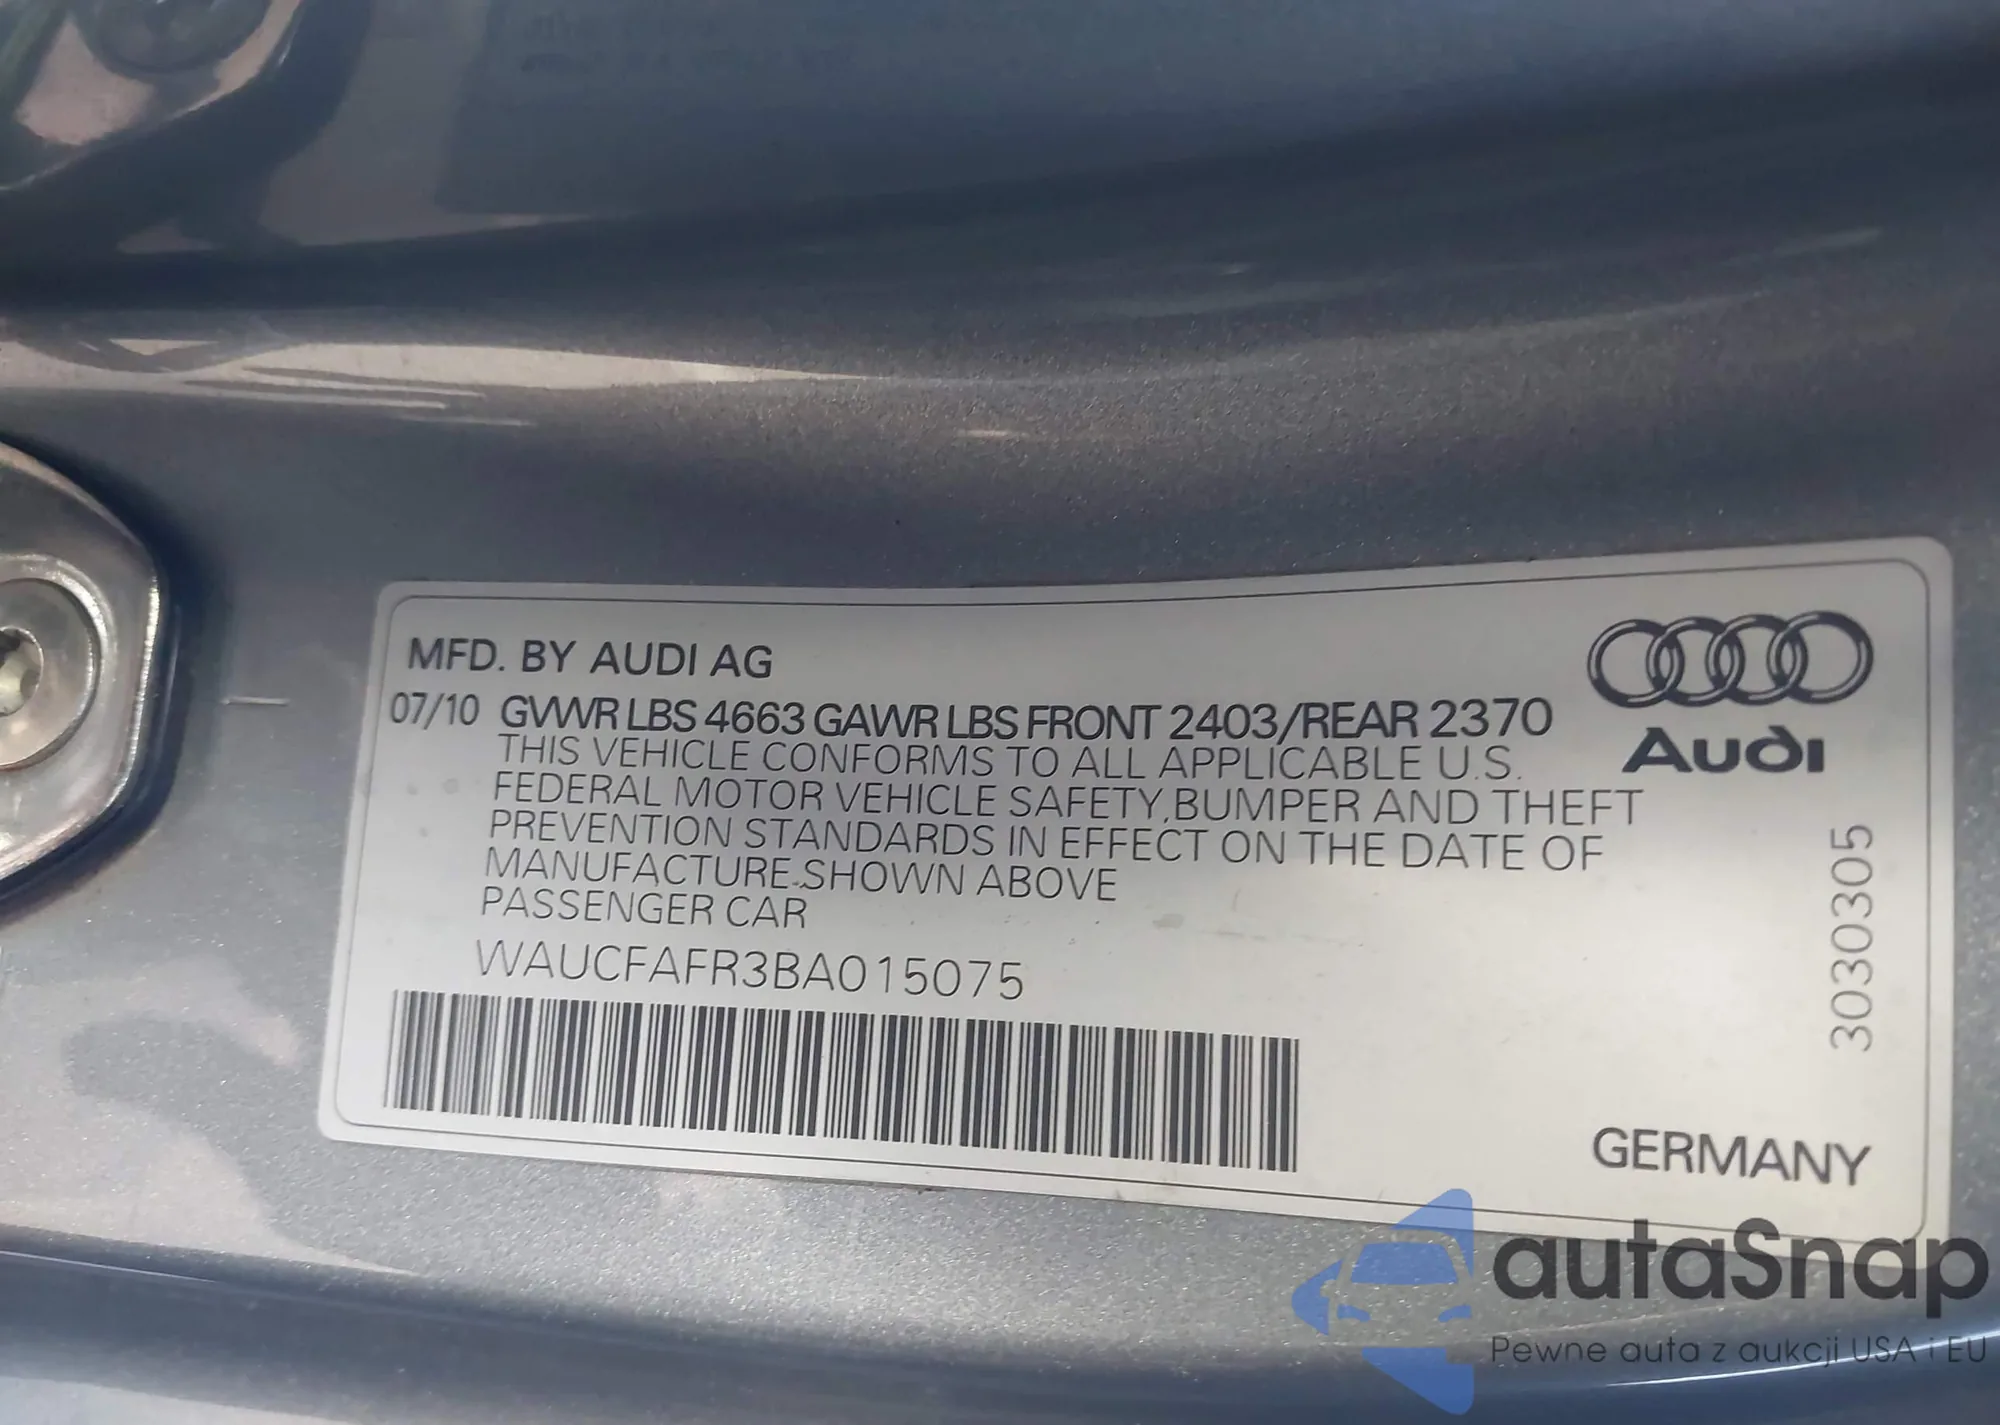 MFD. BY AUDI AG
07/10 GVWR LBS 4663 GAWR LBS FRONT 2403/REAR 2370
THIS VEHICLE CONFORMS TO ALL APPLICABLE U.S.
FEDERAL MOTOR VEHICLE SAFETY,BUMPER AND THEFT
PREVENTION STANDARDS IN EFFECT ON THE DATE OF
MANUFACTURE SHOWN ABOVE
PASSENGER CAR
WAUCFAFR3BA015075
Audi
3030305
GERMANY
autaSnap
Pewne auta z aukcji USA i EU